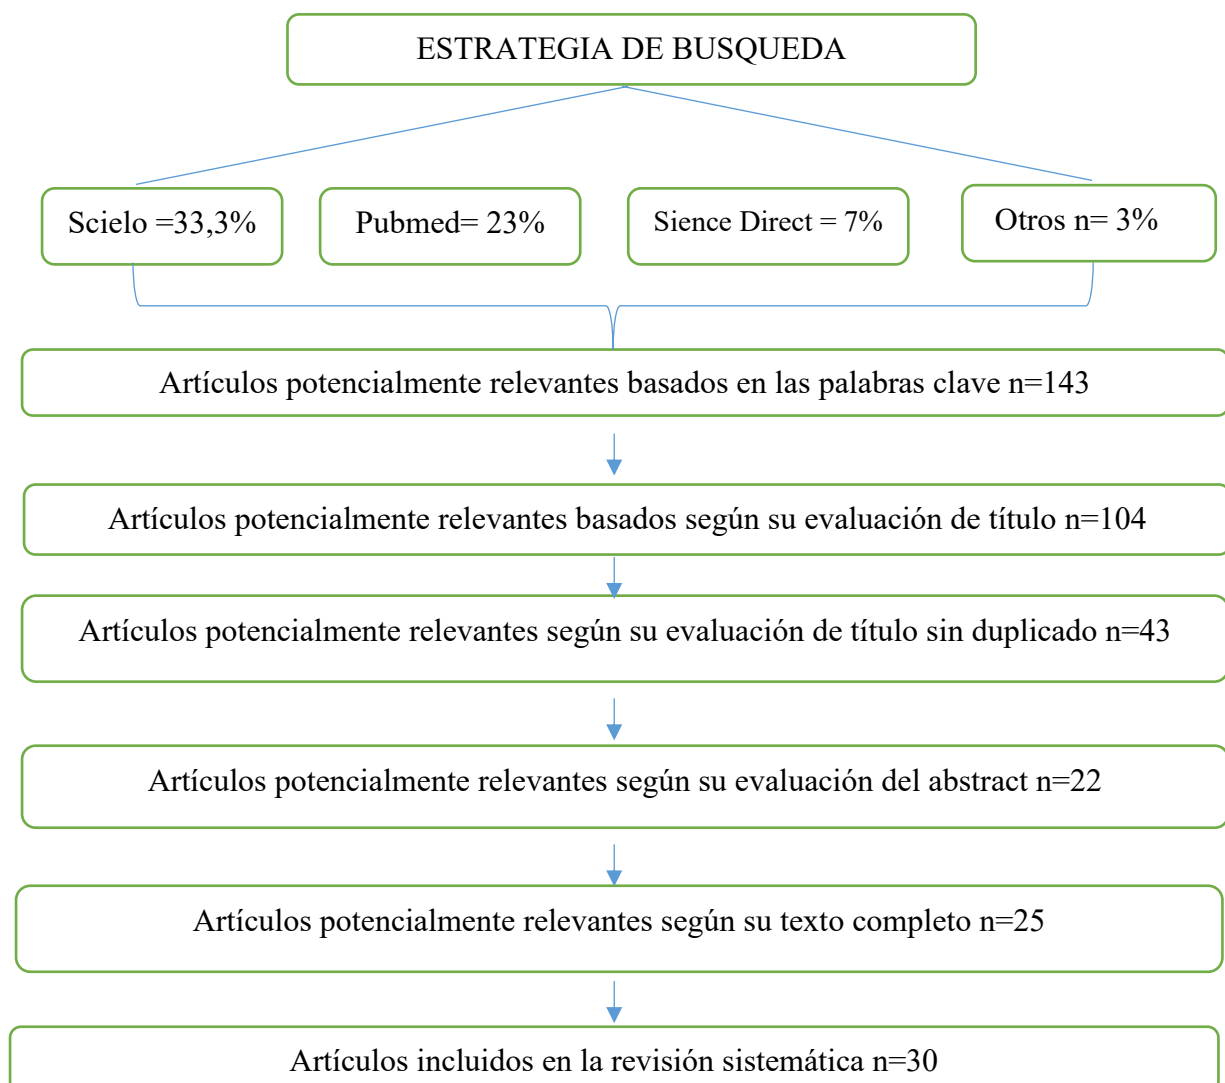 ESTRATEGIA DE BUSQUEDA
Scielo =33,3%
Pubmed= 23%
Sience Direct = 7%
Otros n= 3%
Artículos potencialmente relevantes basados en las palabras clave n=143
Artículos potencialmente relevantes basados según su evaluación de título n=104
Artículos potencialmente relevantes según su evaluación de título sin duplicado n=43
Artículos potencialmente relevantes según su evaluación del abstract n=22
Artículos potencialmente relevantes según su texto completo n=25
Artículos incluidos en la revisión sistemática n=30